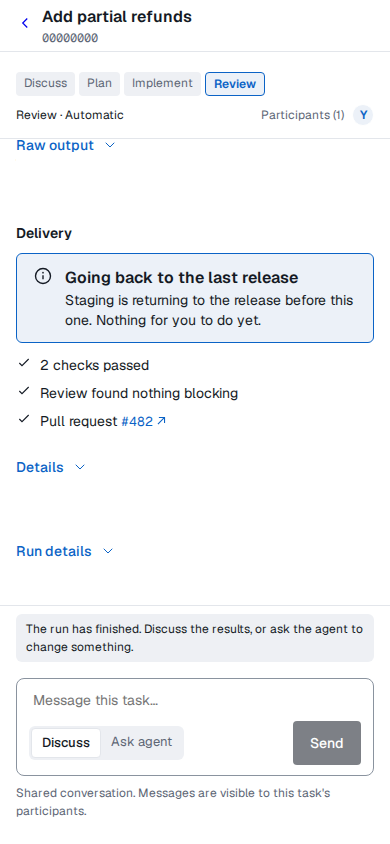 Add partial refunds
00000000
Discuss
Plan
Implement
Review
Review · Automatic
Participants (1)
Y
Raw output
Delivery
Going back to the last release
Staging is returning to the release before this
one. Nothing for you to do yet.
2 checks passed
Review found nothing blocking
Pull request #482
Details
Run details
The run has finished. Discuss the results, or ask the agent to
change something.
Message this task...
Discuss
Ask agent
Send
Shared conversation. Messages are visible to this task's
participants.